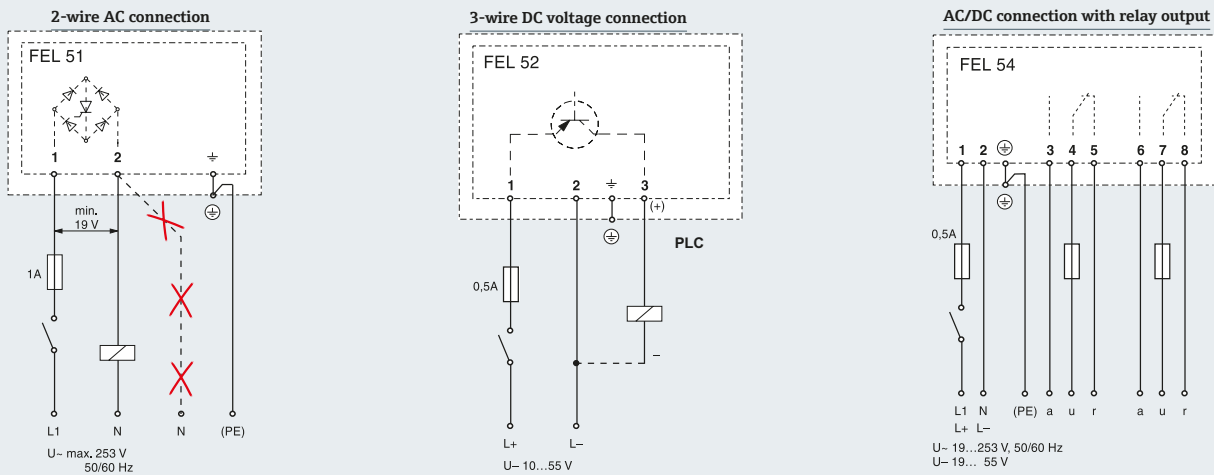 2-wire AC connection
FEL 51
1 2
min.
19 V
1A
L1 N N (PE)
U~ max. 253 V
50/60 Hz
3-wire DC voltage connection
FEL 52
1 2 3
(+)
PLC
0,5A
–
L+ L–
U– 10...55 V
AC/DC connection with relay output
FEL 54
1 2 3 4 5 6 7 8
0,5A
L1 N (PE) a u r a u r
L+ L–
U~ 19...253 V, 50/60 Hz
U– 19... 55 V